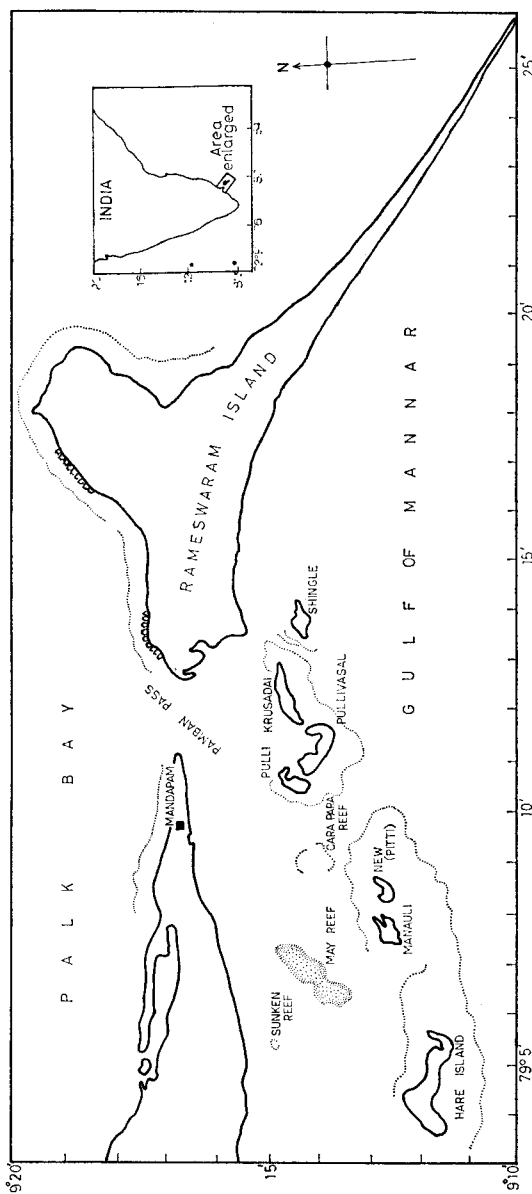 PALK BAY
GULF OF MANNAR
RAMESWARAM ISLAND
PAMBAN PASS
MANDAPAM
INDIA
Area
enlarged
N
SHINGLE
KRUSADAI
PULLIVASAL
PULLI
CARA PARA
REEF
MAY REEF
SUNKEN
REEF
NEW
(PITTI)
MANAULI
HARE ISLAND
9°20'
15
9°10'
79°5'
10'
15'
20'
25'